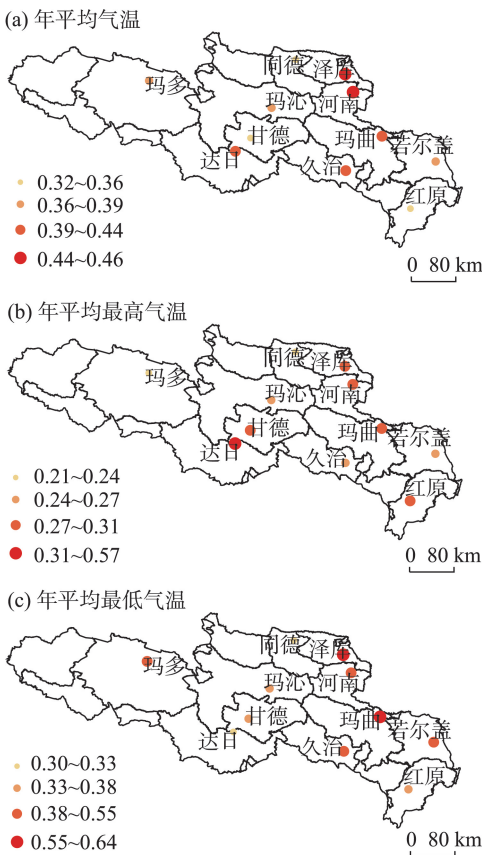 (a) 年平均气温
同德 泽库
玛多
玛沁 河南
甘德 玛曲 若尔盖
达日 久治
红原
0.32~0.36
0.36~0.39
0.39~0.44
0.44~0.46
0 80 km
(b) 年平均最高气温
同德 泽库
玛多
玛沁 河南
甘德 玛曲 若尔盖
达日 久治
红原
0.21~0.24
0.24~0.27
0.27~0.31
0.31~0.57
0 80 km
(c) 年平均最低气温
同德 泽库
玛多
玛沁 河南
甘德 玛曲 若尔盖
达日 久治
红原
0.30~0.33
0.33~0.38
0.38~0.55
0.55~0.64
0 80 km